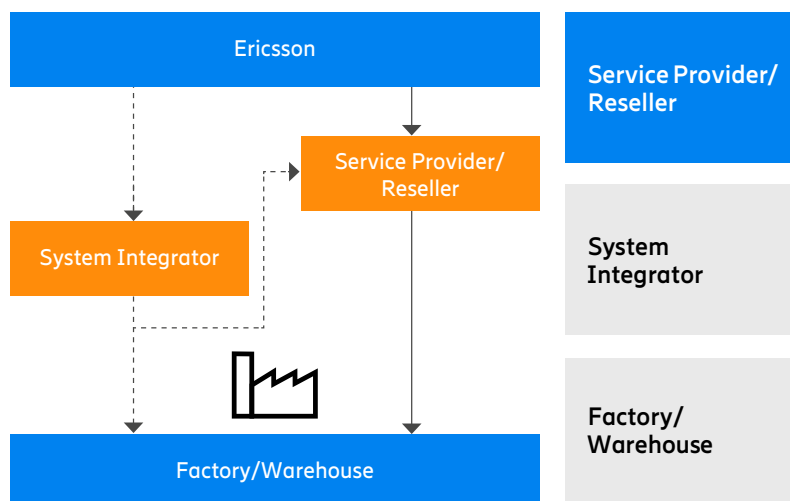 Ericsson
Service Provider/
Reseller
System Integrator
Factory/Warehouse
Service Provider/
Reseller
System
Integrator
Factory/
Warehouse